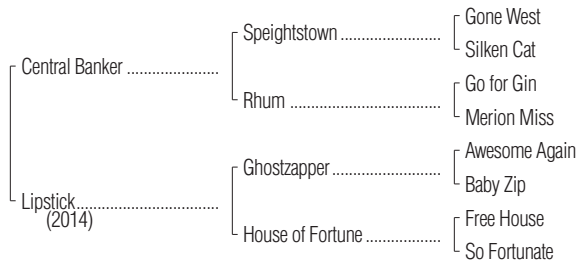 Gone West
Speightstown
Silken Cat
Central Banker
Go for Gin
Rhum
Merion Miss
Awesome Again
Ghostzapper
Baby Zip
Lipstick
(2014)
Free House
House of Fortune
So Fortunate